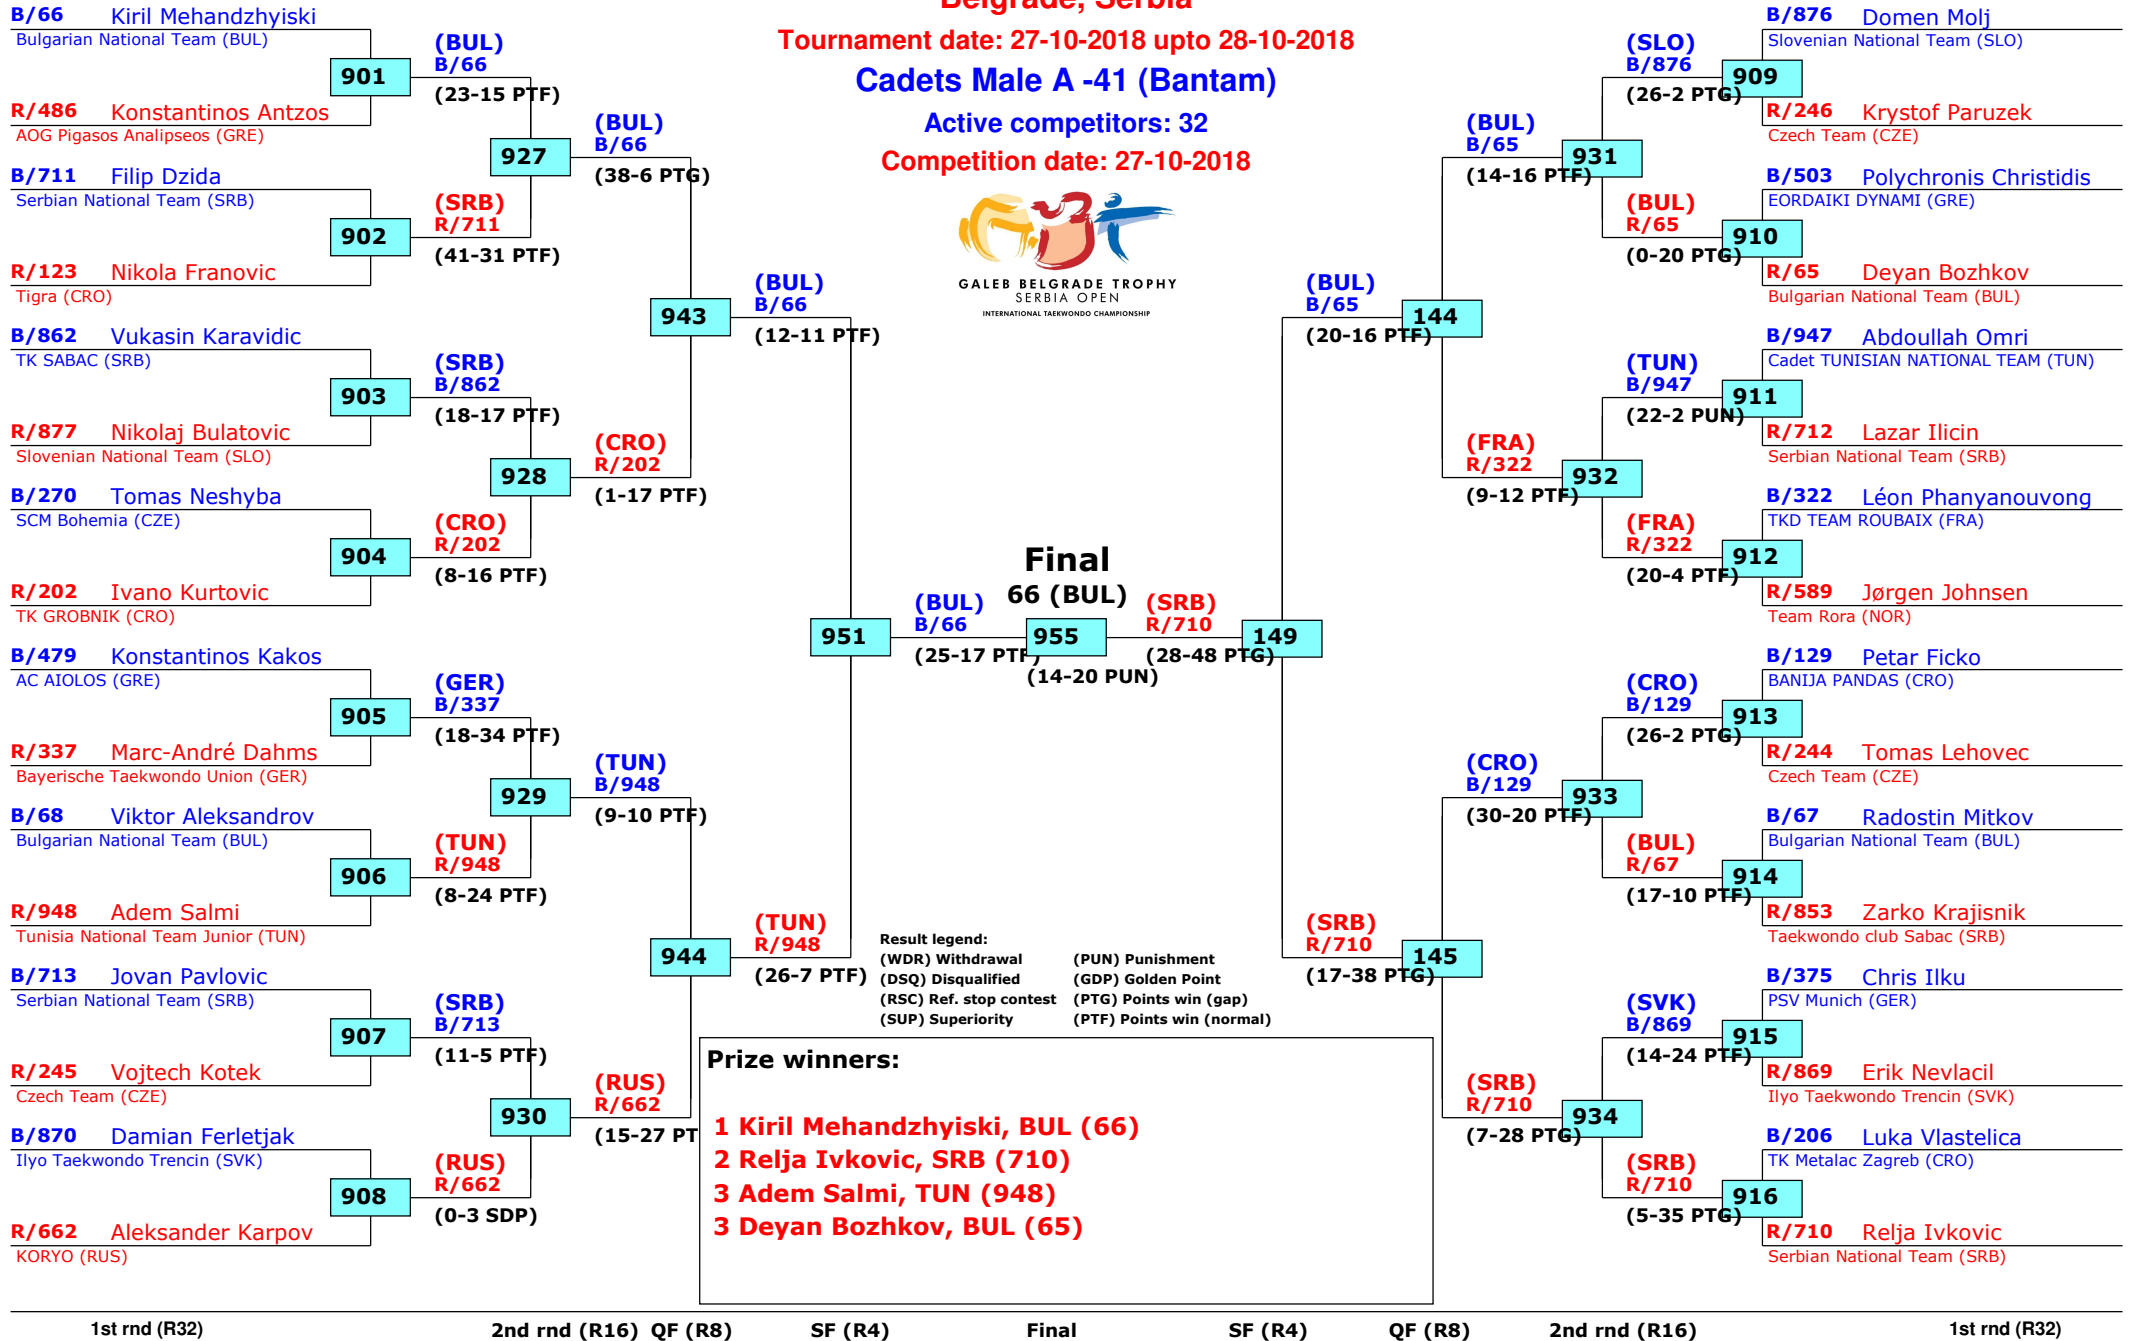 Belgrade, Serbia
Tournament date: 27-10-2018 upto 28-10-2018
Cadets Male A -41 (Bantam)
Active competitors: 32
Competition date: 27-10-2018
GALEB BELGRADE TROPHY
SERBIA OPEN
INTERNATIONAL TAEKWONDO CHAMPIONSHIP
B/66 Kiril Mehandzhyiski
Bulgarian National Team (BUL)
901
R/486 Konstantinos Antzos
AOG Pigasos Analipseos (GRE)
B/711 Filip Dzida
Serbian National Team (SRB)
902
R/123 Nikola Franovic
Tigra (CRO)
B/862 Vukasin Karavidic
TK SABAC (SRB)
903
R/877 Nikolaj Bulatovic
Slovenian National Team (SLO)
B/270 Tomas Neshyba
SCM Bohemia (CZE)
904
R/202 Ivano Kurtovic
TK GROBNIK (CRO)
B/479 Konstantinos Kakos
AC AIOLOS (GRE)
905
R/337 Marc-André Dahms
Bayerische Taekwondo Union (GER)
B/68 Viktor Aleksandrov
Bulgarian National Team (BUL)
906
R/948 Adem Salmi
Tunisia National Team Junior (TUN)
B/713 Jovan Pavlovic
Serbian National Team (SRB)
907
R/245 Vojtech Kotek
Czech Team (CZE)
B/870 Damian Ferletjak
Ilyo Taekwondo Trencin (SVK)
908
R/662 Aleksander Karpov
KORYO (RUS)
(BUL)
B/66
(23-15 PTF)
927
(SRB)
R/711
(41-31 PTF)
(SRB)
B/862
(18-17 PTF)
928
(CRO)
R/202
(8-16 PTF)
(GER)
B/337
(18-34 PTF)
929
(TUN)
R/948
(8-24 PTF)
(SRB)
B/713
(11-5 PTF)
930
(RUS)
R/662
(0-3 SDP)
(BUL)
B/66
(38-6 PTG)
943
(CRO)
R/202
(1-17 PTF)
(TUN)
B/948
(9-10 PTF)
944
(RUS)
R/662
(15-27 PT
(BUL)
B/66
(12-11 PTF)
951
(TUN)
R/948
(26-7 PTF)
(BUL)
B/66
(25-17 PTF)
Final
66 (BUL)
955
(14-20 PUN)
(SRB)
R/710
(28-48 PTG)
149
(BUL)
B/65
(20-16 PTF)
144
(SRB)
R/710
(17-38 PTG)
145
(BUL)
B/65
(14-16 PTF)
931
(FRA)
R/322
(9-12 PTF)
932
(CRO)
B/129
(30-20 PTF)
933
(SRB)
R/710
(7-28 PTG)
934
(SLO)
B/876
(26-2 PTG)
909
(BUL)
R/65
(0-20 PTG)
910
(TUN)
B/947
(22-2 PUN)
911
(FRA)
R/322
(20-4 PTF)
912
(CRO)
B/129
(26-2 PTG)
913
(BUL)
R/67
(17-10 PTF)
914
(SVK)
B/869
(14-24 PTF)
915
(SRB)
R/710
(5-35 PTG)
916
B/876 Domen Molj
Slovenian National Team (SLO)
R/246 Krystof Paruzek
Czech Team (CZE)
B/503 Polychronis Christidis
EORDAIKI DYNAMI (GRE)
R/65 Deyan Bozhkov
Bulgarian National Team (BUL)
B/947 Abdoullah Omri
Cadet TUNISIAN NATIONAL TEAM (TUN)
R/712 Lazar Ilicin
Serbian National Team (SRB)
B/322 Léon Phanyanouvong
TKD TEAM ROUBAIX (FRA)
R/589 Jørgen Johnsen
Team Rora (NOR)
B/129 Petar Ficko
BANIJA PANDAS (CRO)
R/244 Tomas Lehovec
Czech Team (CZE)
B/67 Radostin Mitkov
Bulgarian National Team (BUL)
R/853 Zarko Krajisnik
Taekwondo club Sabac (SRB)
B/375 Chris Ilku
PSV Munich (GER)
R/869 Erik Nevlacil
Ilyo Taekwondo Trencin (SVK)
B/206 Luka Vlastelica
TK Metalac Zagreb (CRO)
R/710 Relja Ivkovic
Serbian National Team (SRB)
Result legend:
(WDR) Withdrawal (PUN) Punishment
(DSQ) Disqualified (GDP) Golden Point
(RSC) Ref. stop contest (PTG) Points win (gap)
(SUP) Superiority (PTF) Points win (normal)
Prize winners:
1 Kiril Mehandzhyiski, BUL (66)
2 Relja Ivkovic, SRB (710)
3 Adem Salmi, TUN (948)
3 Deyan Bozhkov, BUL (65)
1st rnd (R32) 2nd rnd (R16) QF (R8) SF (R4) Final SF (R4) QF (R8) 2nd rnd (R16) 1st rnd (R32)